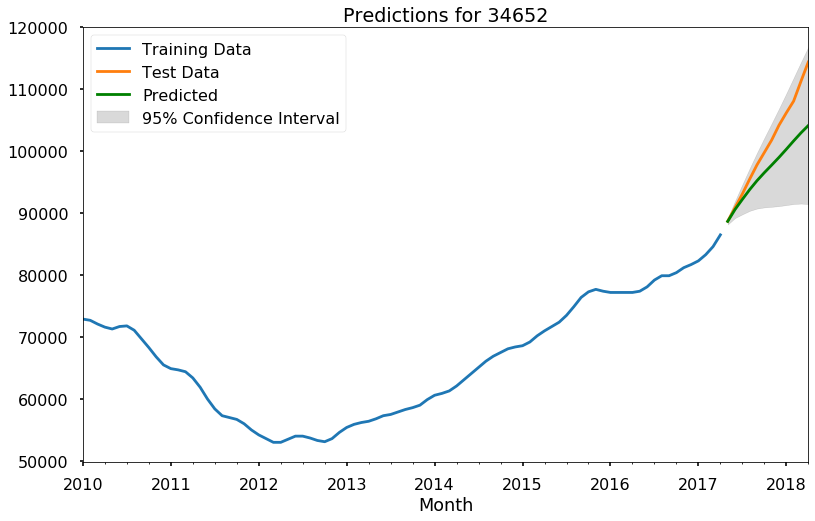 Predictions for 34652
Training Data
Test Data
Predicted
95% Confidence Interval
120000
110000
100000
90000
80000
70000
60000
50000
2010 2011 2012 2013 2014 2015 2016 2017 2018
Month